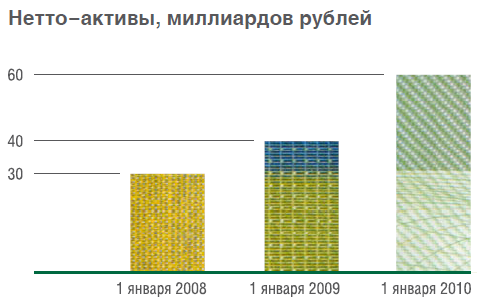 Нетто–активы, миллиардов рублей
60
40
30
1 января 2008
1 января 2009
1 января 2010